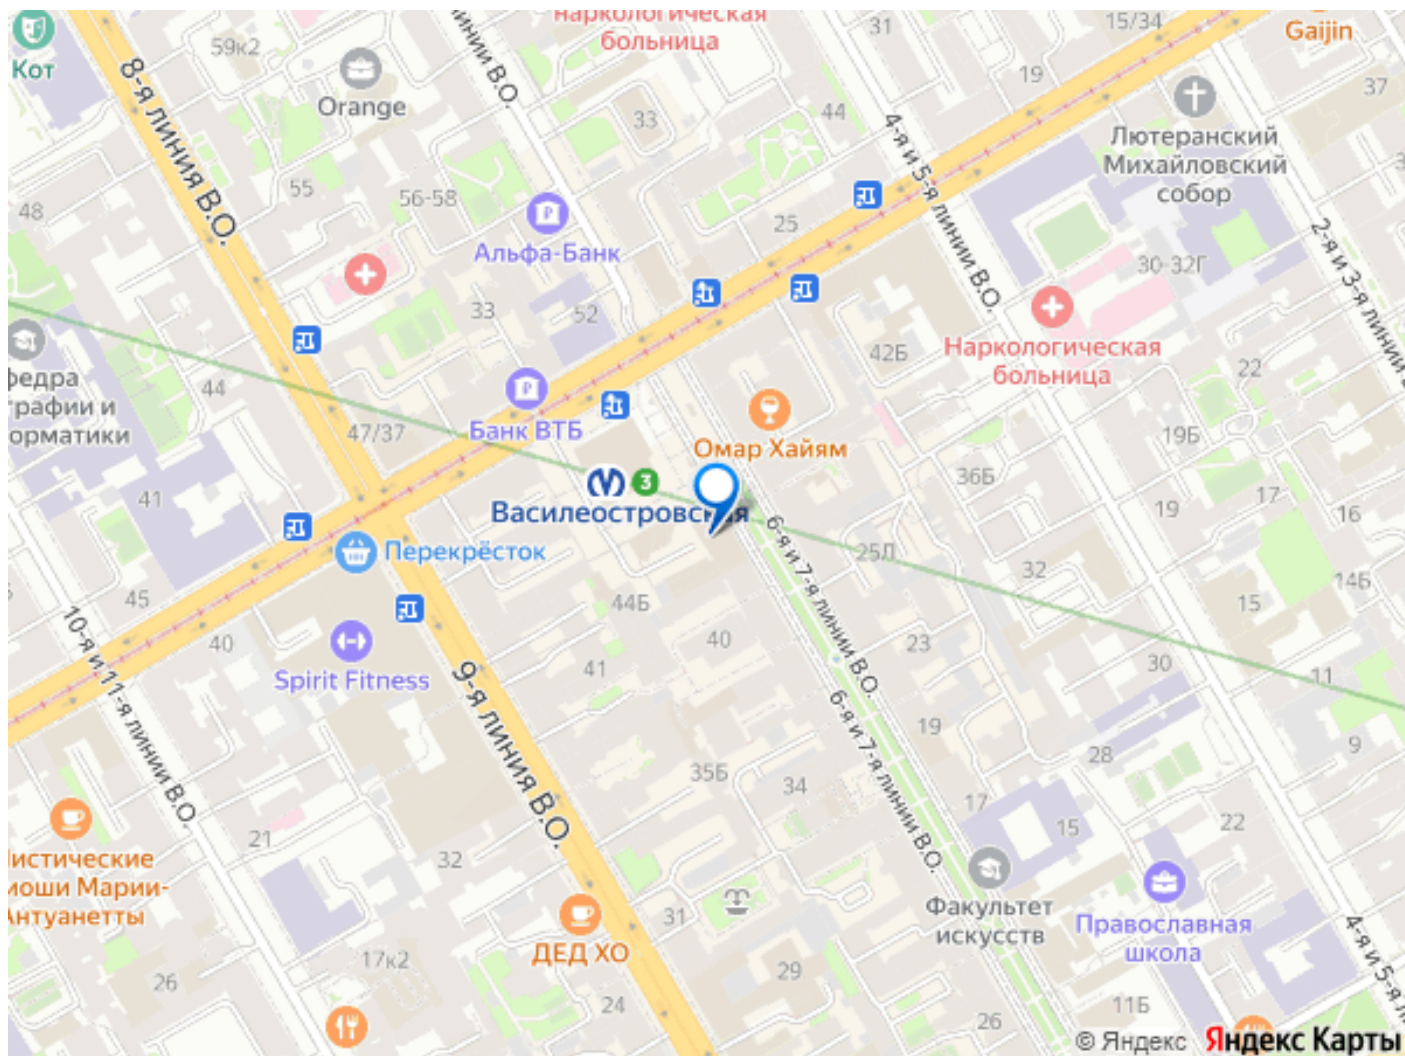 наркологическая
больница
Gaijin
15/34
31
19
37
Кот
59к2
Orange
8-я линия В.О.
44
33
4-я и 5-я линии В.О.
Лютеранский
Михайловский
собор
55
56-58
48
Альфа-Банк
25
2-я и 3-я линии
30-32Г
33
52
42Б
Наркологическая
больница
22
44
графии и
47/37
Банк ВТБ
Омар Хайям
19Б
36Б
41
3
Василеостровская
17
19
16
6-я и 7-я линии В.О.
Перекрёсток
25Л
32
14Б
45
44Б
15
10-я и 11-я линии В.О.
40
40
23
Spirit Fitness
41
30
11
9-я линия В.О.
6-я и 7-я линии В.О.
19
28
9
35Б
34
17
15
22
21
32
Марии-
Антуанетты
Факультет
искусств
Православная
школа
31
ДЕД ХО
4-я и 5-я
17к2
29
26
24
26
11Б
© Яндекс Яндекс Карты